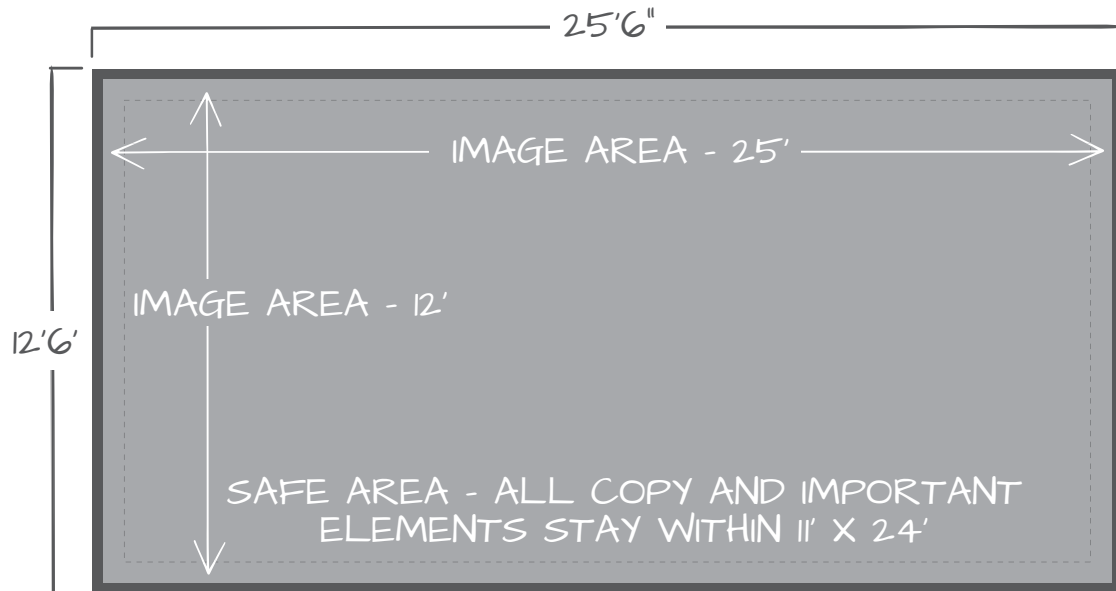 25'6"
IMAGE AREA - 25'
IMAGE AREA - 12'
12'6'
SAFE AREA - ALL COPY AND IMPORTANT
ELEMENTS STAY WITHIN 11' X 24'